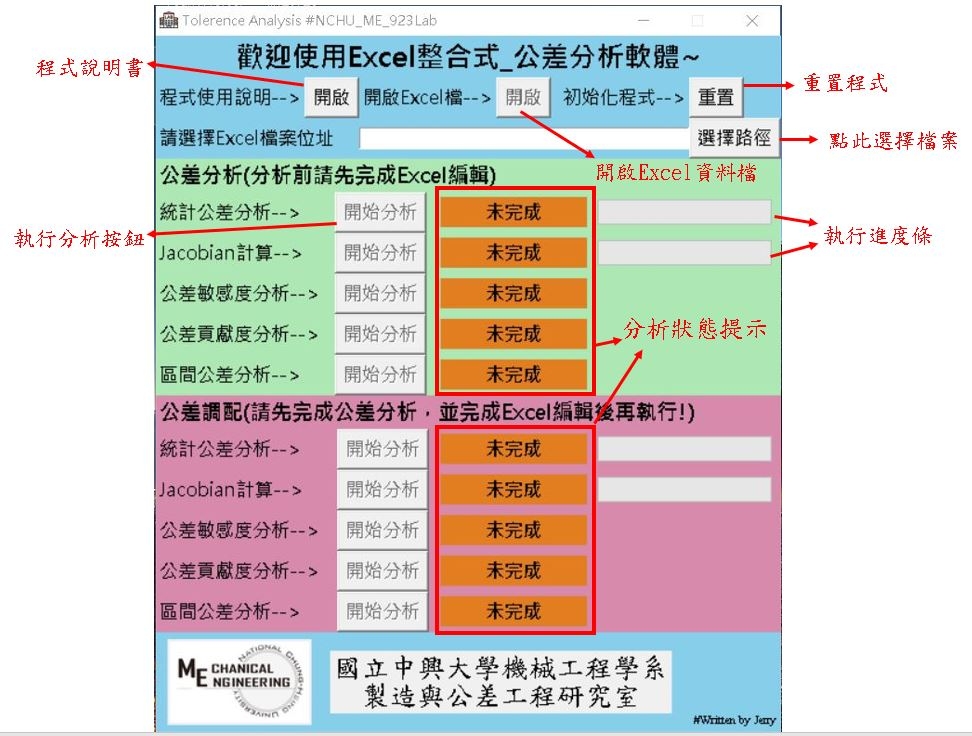 Tolerence Analysis #NCHU_ME_923Lab
歡迎使用Excel整合式_公差分析軟體~
程式說明書
程式使用說明--> 開啟 開啟Excel檔--> 開啟 初始化程式--> 重置
重置程式
請選擇Excel檔案位址 選擇路徑
點此選擇檔案
開啟Excel資料檔
公差分析(分析前請先完成Excel編輯)
統計公差分析--> 開始分析 未完成
執行分析按鈕
執行進度條
Jacobian計算--> 開始分析 未完成
公差敏感度分析--> 開始分析 未完成
公差貢獻度分析--> 開始分析 未完成
分析狀態提示
區間公差分析--> 開始分析 未完成
公差調配(請先完成公差分析，並完成Excel編輯後再執行!)
統計公差分析--> 開始分析 未完成
Jacobian計算--> 開始分析 未完成
公差敏感度分析--> 開始分析 未完成
公差貢獻度分析--> 開始分析 未完成
區間公差分析--> 開始分析 未完成
MECHANICAL
ENGINEERING
NATIONAL CHUNG-HSING UNIVERSITY
國立中興大學機械工程學系
製造與公差工程研究室
#Written by Jerry